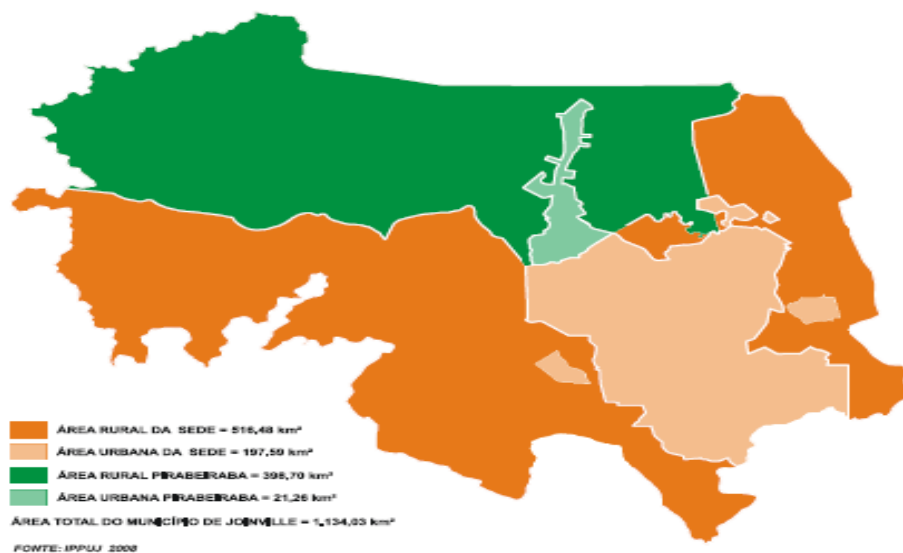 ÁREA RURAL DA SEDE = 516,48 km²
ÁREA URBANA DA SEDE = 197,59 km²
ÁREA RURAL PIRABEIRABA = 398,70 km²
ÁREA URBANA PIRABEIRABA = 21,26 km²
ÁREA TOTAL DO MUNICÍPIO DE JOINVILLE = 1.134,03 km²
FONTE: IPPUJ 2008